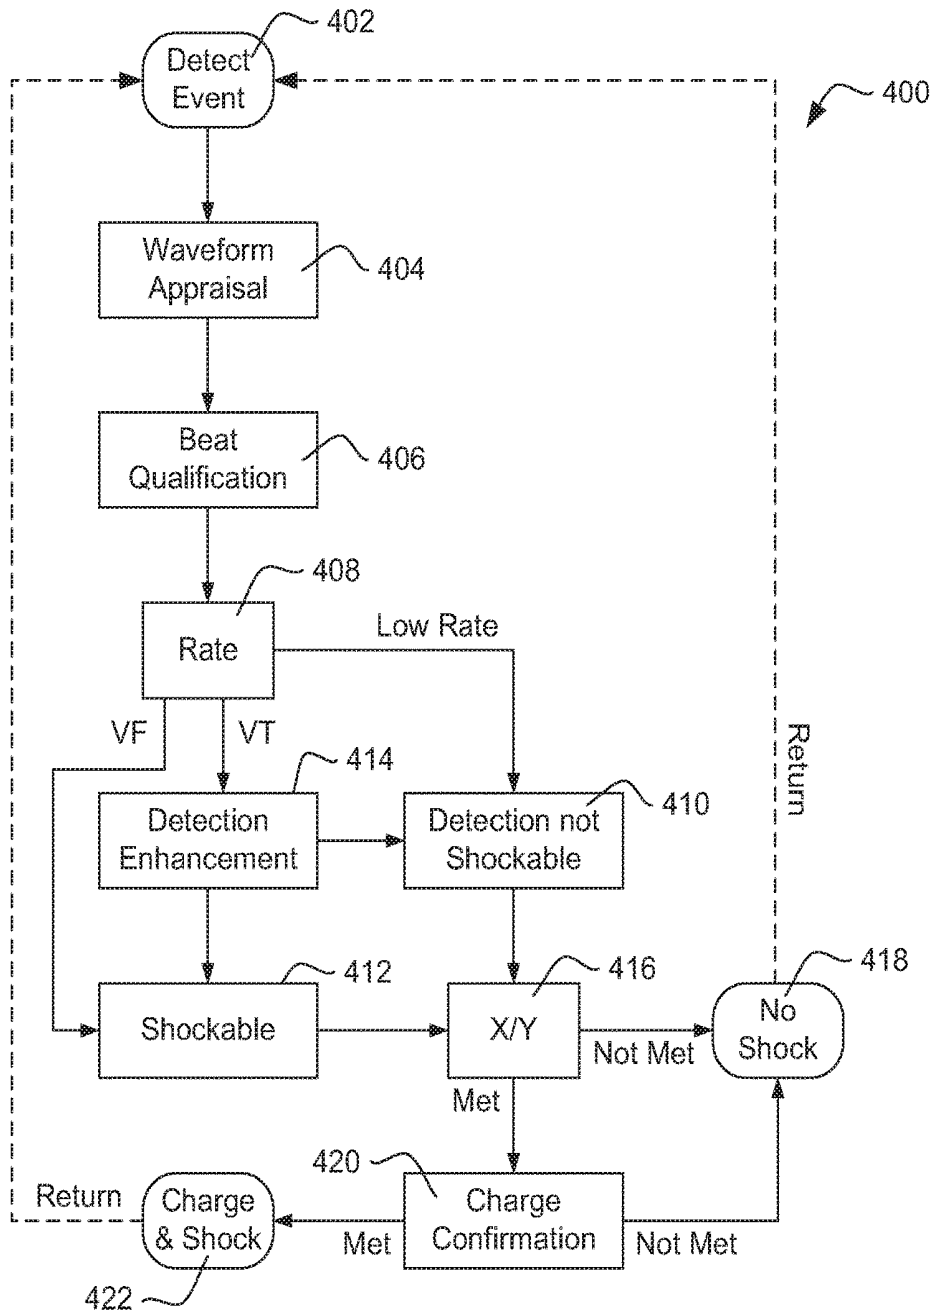 402
Detect
Event
400
Waveform
Appraisal
404
Beat
Qualification
406
408
Rate
Low Rate
VF
VT
414
Detection
Enhancement
410
Detection not
Shockable
Return
412
Shockable
416
X/Y
418
No
Shock
Not Met
Met
420
Charge
Confirmation
Return
Charge
& Shock
Met
Not Met
422